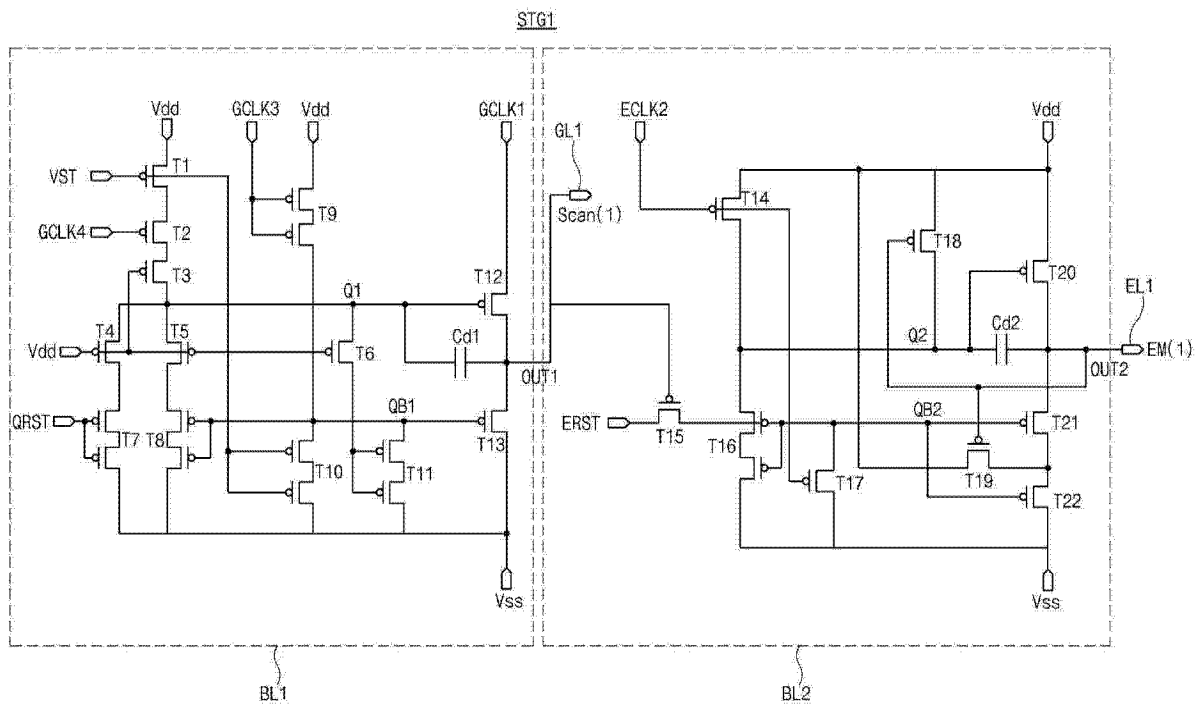 STG1
Vdd
GCLK3
Vdd
GCLK1
GL1
ECLK2
Vdd
VST
T1
T9
Scan(1)
T14
GCLK4
T2
T18
T3
T12
T20
Q1
EL1
T4
T5
T6
Cd1
Q2
Cd2
Vdd
OUT1
OUT2
EM(1)
QRST
QB1
T13
ERST
T15
QB2
T21
T7
T8
T16
T10
T11
T17
T19
T22
Vss
Vss
BL1
BL2